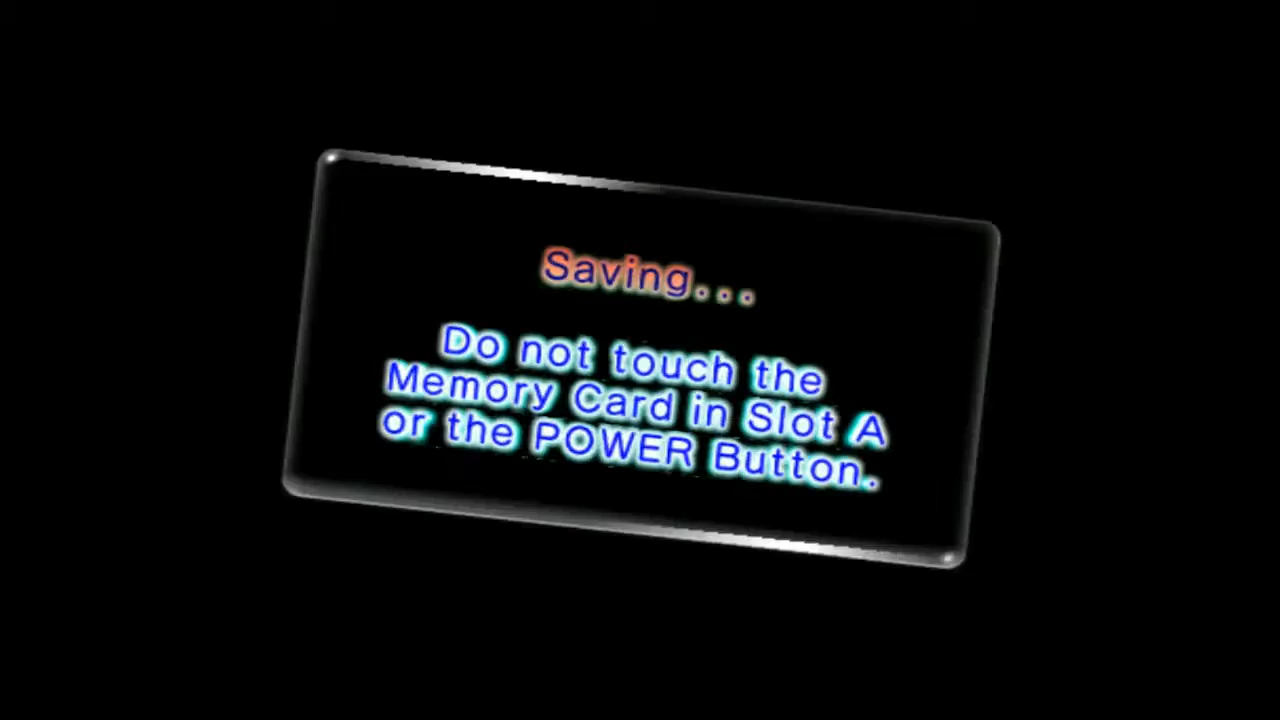 Saving...
Do not touch the
Memory Card in Slot A
or the POWER Button.